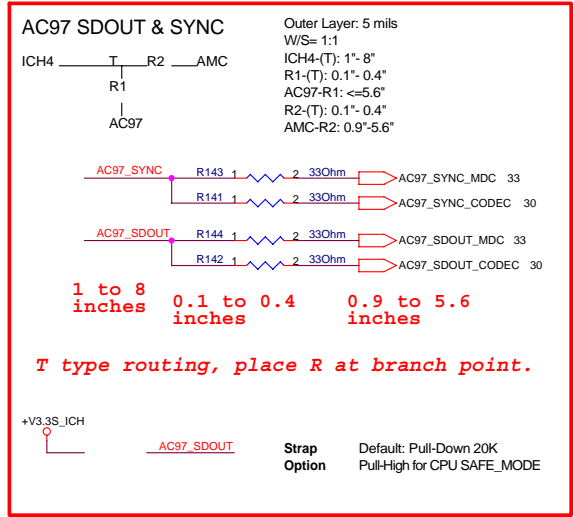 AC97 SDOUT & SYNC
ICH4 T R2 AMC
R1
AC97
Outer Layer: 5 mils
W/S= 1:1
ICH4-(T): 1"- 8"
R1-(T): 0.1"- 0.4"
AC97-R1: <=5.6"
R2-(T): 0.1"- 0.4"
AMC-R2: 0.9"-5.6"
AC97_SYNC R143 1 2 33Ohm AC97_SYNC_MDC 33
R141 1 2 33Ohm AC97_SYNC_CODEC 30
AC97_SDOUT R144 1 2 33Ohm AC97_SDOUT_MDC 33
R142 1 2 33Ohm AC97_SDOUT_CODEC 30
1 to 8
inches
0.1 to 0.4
inches
0.9 to 5.6
inches
T type routing, place R at branch point.
+V3.3S_ICH
AC97_SDOUT
Strap Default: Pull-Down 20K
Option Pull-High for CPU SAFE_MODE